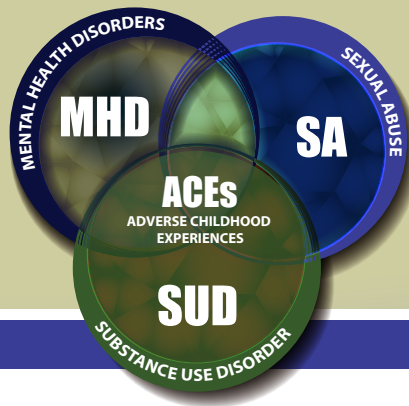 MENTAL HEALTH DISORDERS
SEXUAL ABUSE
MHD
SA
ACEs
ADVERSE CHILDHOOD
EXPERIENCES
SUD
SUBSTANCE USE DISORDER